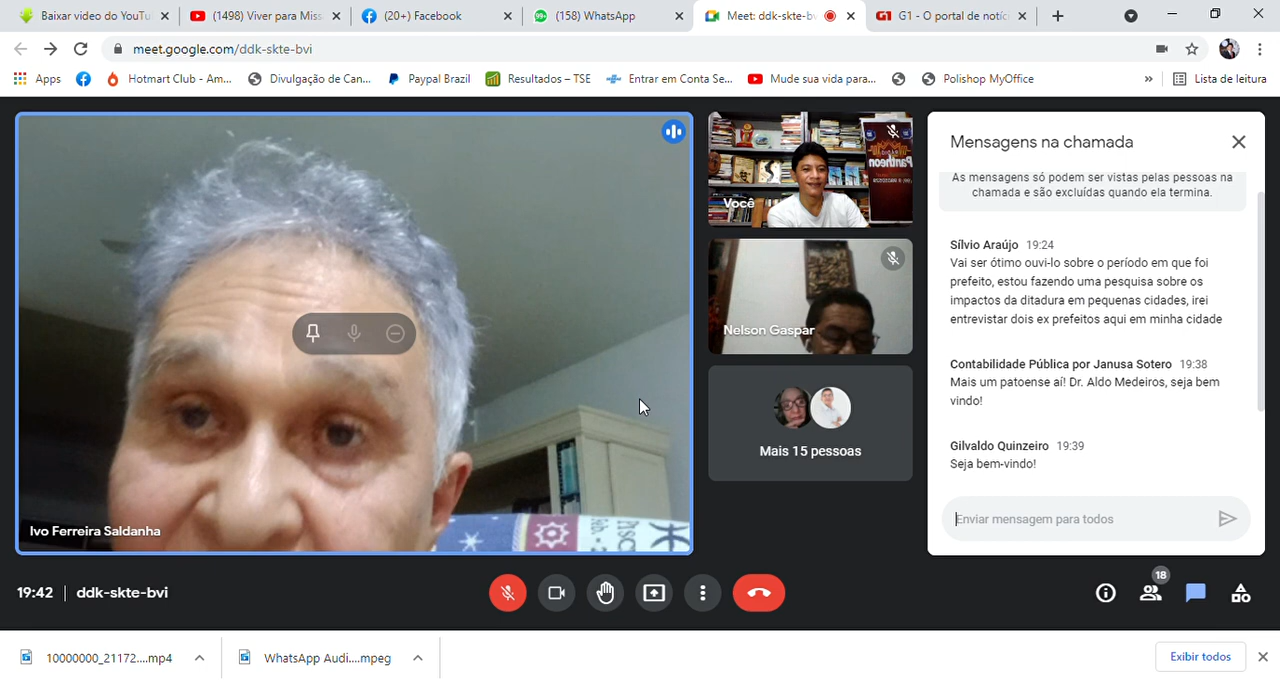 Baixar video do YouTu
(1498) Viver para Miss
(20+) Facebook
99+
(158) WhatsApp
Meet: ddk-skte-bv
G1
G1 - O portal de notíc
meet.google.com/ddk-skte-bvi
Apps
Hotmart Club - Am...
Divulgação de Can...
Paypal Brazil
Resultados – TSE
Entrar em Conta Se...
Mude sua vida para...
Polishop MyOffice
»
Lista de leitura
Ivo Ferreira Saldanha
Pantheon
Você
Nelson Gaspar
Mais 15 pessoas
Mensagens na chamada
As mensagens só podem ser vistas pelas pessoas na
chamada e são excluídas quando ela termina.
Sílvio Araújo 19:24
Vai ser ótimo ouvi-lo sobre o período em que foi
prefeito, estou fazendo uma pesquisa sobre os
impactos da ditadura em pequenas cidades, irei
entrevistar dois ex prefeitos aqui em minha cidade
Contabilidade Pública por Janusa Sotero 19:38
Mais um patoense aí! Dr. Aldo Medeiros, seja bem
vindo!
Gilvaldo Quinzeiro 19:39
Seja bem-vindo!
Enviar mensagem para todos
19:42 | ddk-skte-bvi
18
10000000_21172....mp4
WhatsApp Audi....mpeg
Exibir todos